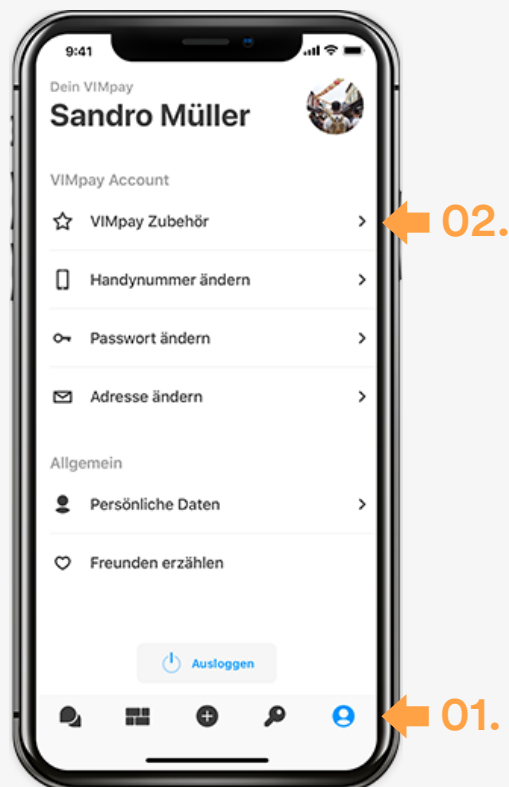 9:41
Dein VIMpay
Sandro Müller
VIMpay Account
VIMpay Zubehör
02.
Handynummer ändern
Passwort ändern
Adresse ändern
Allgemein
Persönliche Daten
Freunden erzählen
Ausloggen
01.